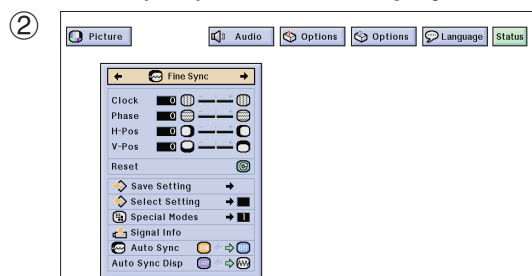 ②
Picture Audio Options Options Language Status
Fine Sync
Clock 0
Phase 0
H-Pos 0
V-Pos 0
Reset
Save Setting
Select Setting
Special Modes 1
Signal Info
Auto Sync
Auto Sync Disp